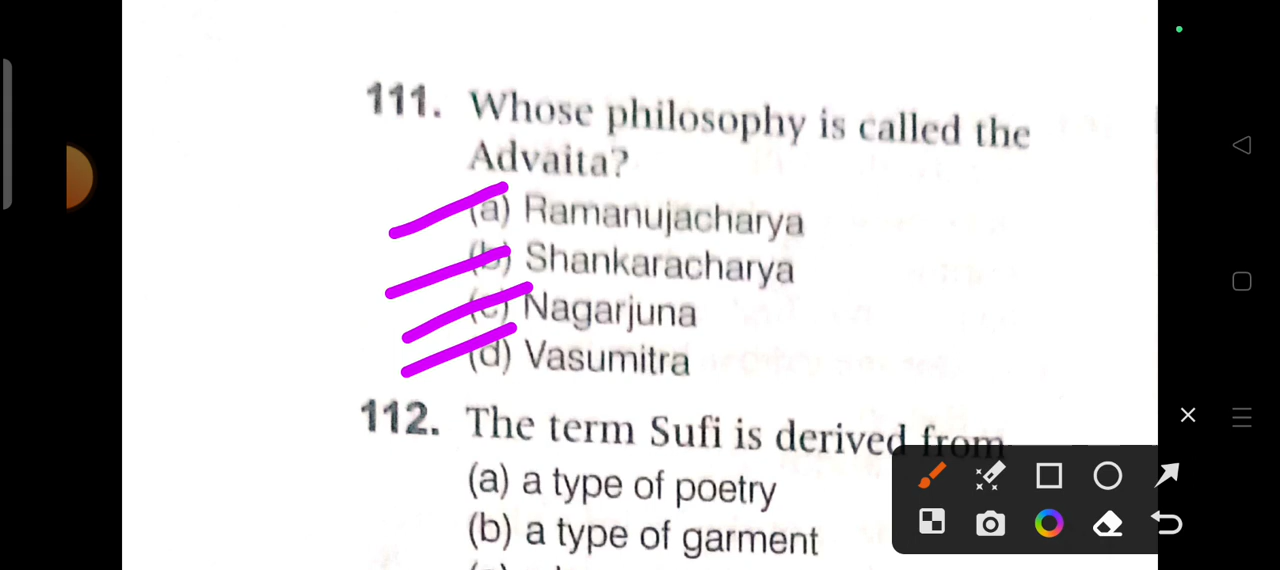 111. Whose philosophy is called the
Advaita?
(a) Ramanujacharya
(b) Shankaracharya
(c) Nagarjuna
(d) Vasumitra
112. The term Sufi is derived from
(a) a type of poetry
(b) a type of garment